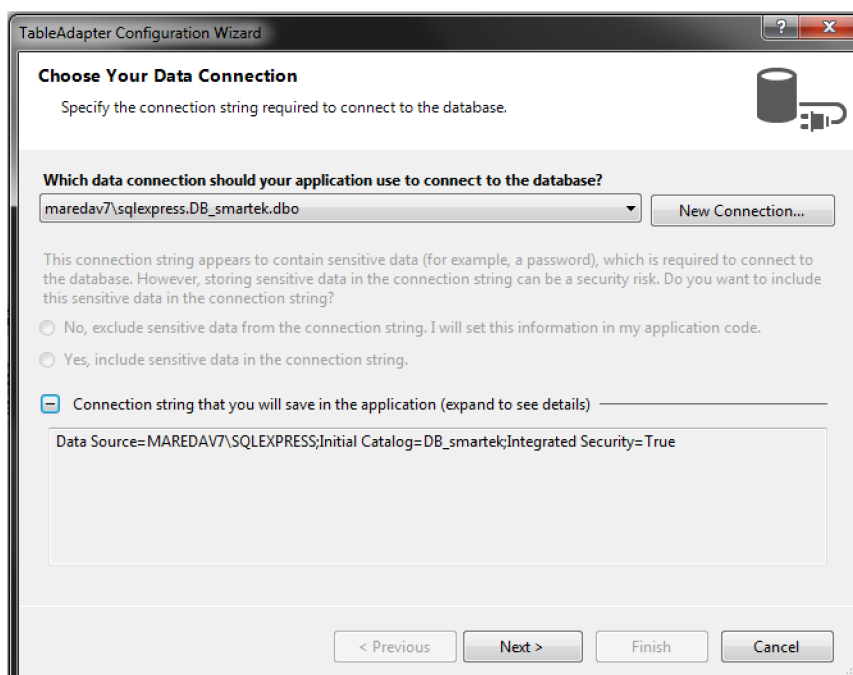 TableAdapter Configuration Wizard
?
X
Choose Your Data Connection
Specify the connection string required to connect to the database.
Which data connection should your application use to connect to the database?
maredav7\sqlexpress.DB_smartek.dbo
New Connection...
This connection string appears to contain sensitive data (for example, a password), which is required to connect to
the database. However, storing sensitive data in the connection string can be a security risk. Do you want to include
this sensitive data in the connection string?
No, exclude sensitive data from the connection string. I will set this information in my application code.
Yes, include sensitive data in the connection string.
Connection string that you will save in the application (expand to see details)
Data Source=MAREDAV7\SQLEXPRESS;Initial Catalog=DB_smartek;Integrated Security=True
< Previous
Next >
Finish
Cancel